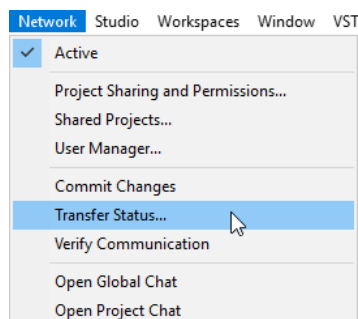 Network Studio Workspaces Window VST
Active
Project Sharing and Permissions...
Shared Projects...
User Manager...
Commit Changes
Transfer Status...
Verify Communication
Open Global Chat
Open Project Chat